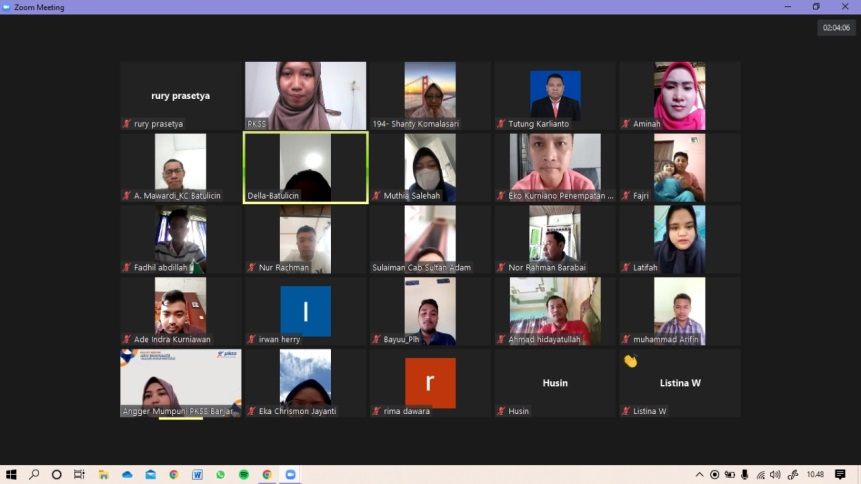 Zoom Meeting
02:04:06
rury prasetya
rury prasetya
PKSS
194- Shanty Komalasari
Tutung Karlianto
Aminah
A. Mawardi_KC Batulicin
Della-Batulicin
Muthia Salehah
Eko Kurniano Penempatan ...
Fajri
Fadhil abdillah
Nur Rachman
Sulaiman Cab Sultan Adam
Nor Rahman Barabai
Latifah
Ade Indra Kurniawan
I
irwan herry
Bayuu_Plh
Ahmad hidayatullah
muhammad Arifin
pkss
Angger Mumpuni PKSS Banjar
Eka Chrismon Jayanti
r
rima dawara
Husin
Husin
Listina W
Listina W
10.48